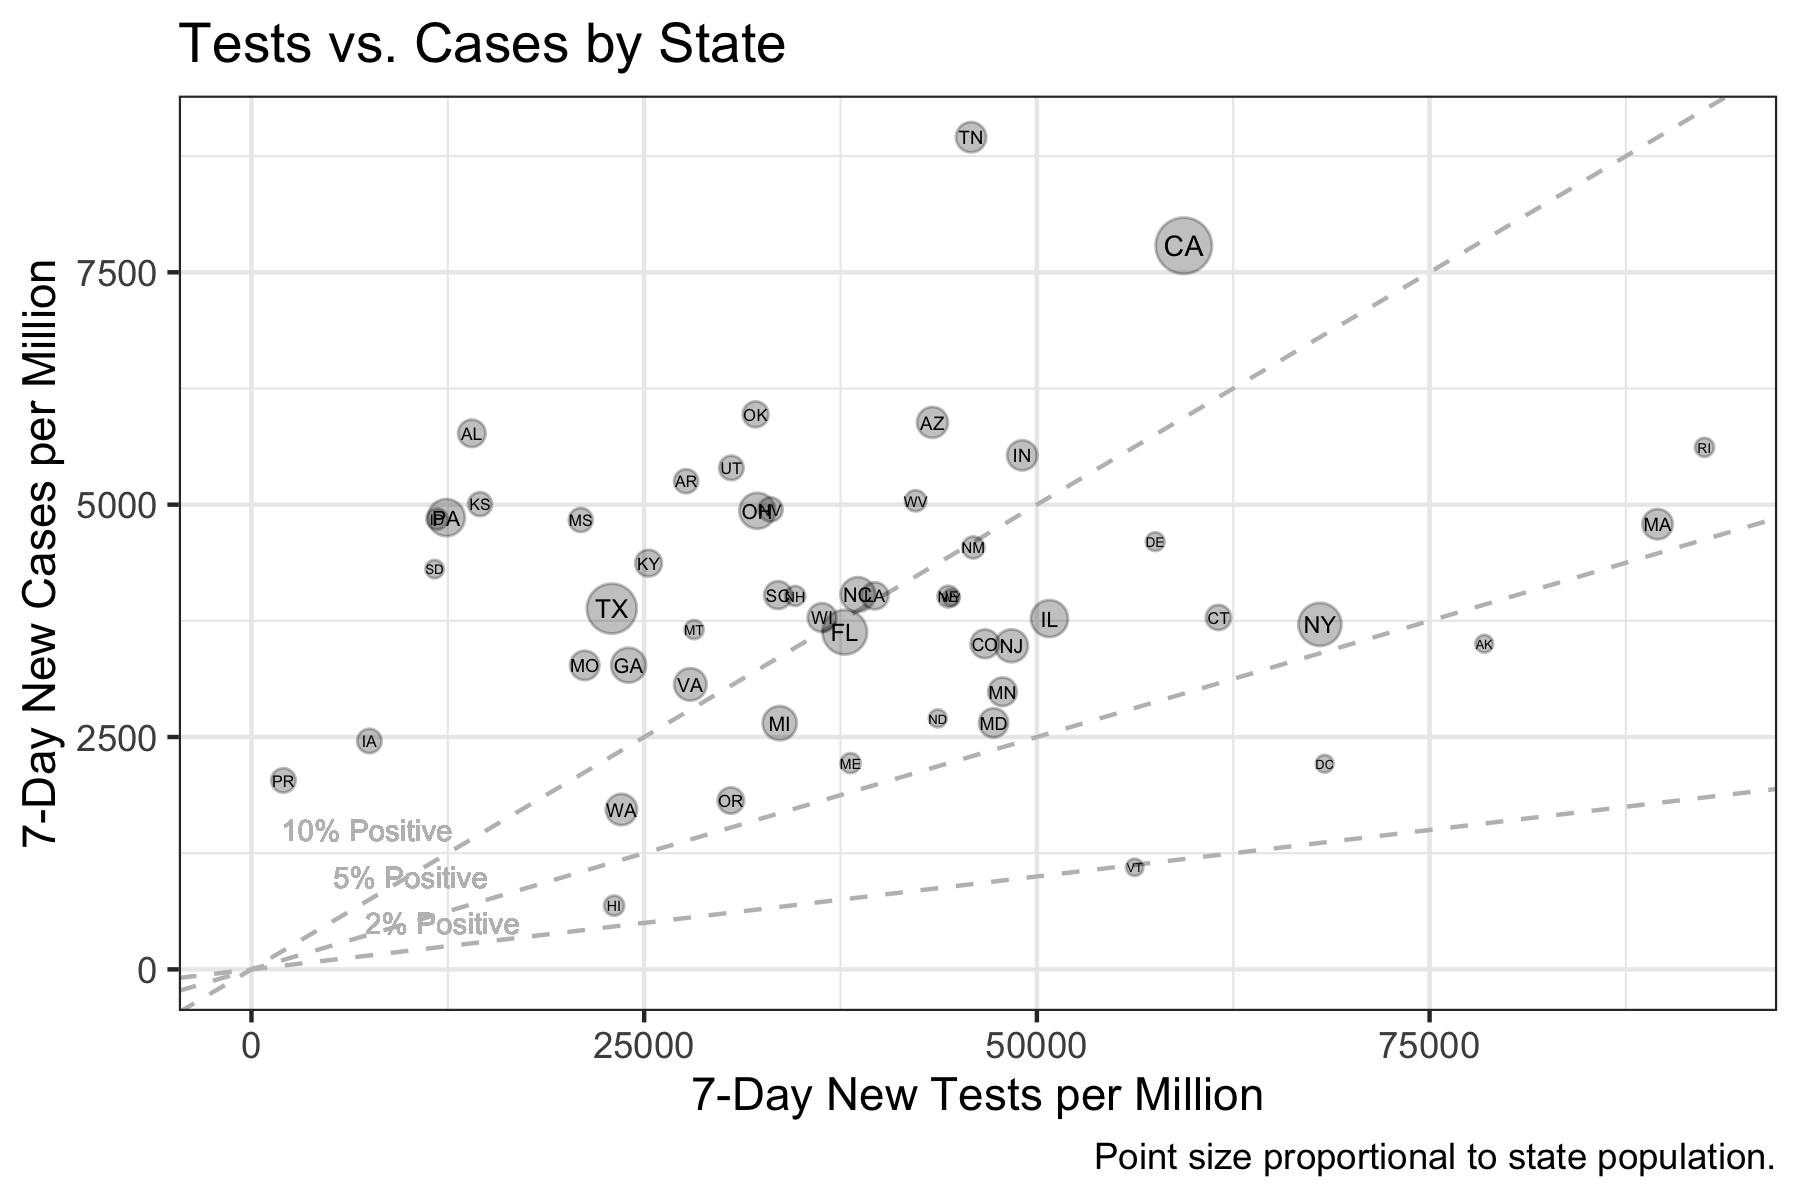 Tests vs. Cases by State
7-Day New Cases per Million
7500
5000
2500
0
TN
CA
OK
AZ
AL
RI
IN
UT
AR
KS
WV
PA
OH
NV
MS
MA
NM
DE
SD
KY
SC
NH
NC
LA
TX
WI
IL
CT
NY
FL
MT
CO
NJ
AK
MO
GA
VA
MN
ND
MI
MD
IA
ME
DC
PR
OR
WA
10% Positive
5% Positive
VT
HI
2% Positive
0
25000
50000
75000
7-Day New Tests per Million
Point size proportional to state population.